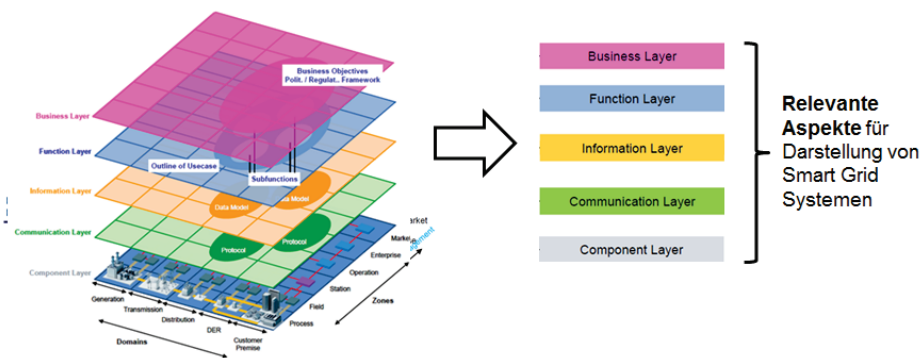 Business Objectives
Polit. / Regulat.. Framework
Business Layer
Function Layer
Outline of Usecase
Subfunctions
Information Layer
Data Model
Data Model
Communication Layer
Protocol
Protocol
Component Layer
Generation
Transmission
Distribution
DER
Customer
Premise
Domains
Process
Field
Station
Operation
Enterprise
Market
Zones
arket
Business Layer
Function Layer
Information Layer
Communication Layer
Component Layer
Relevante
Aspekte für
Darstellung von
Smart Grid
Systemen